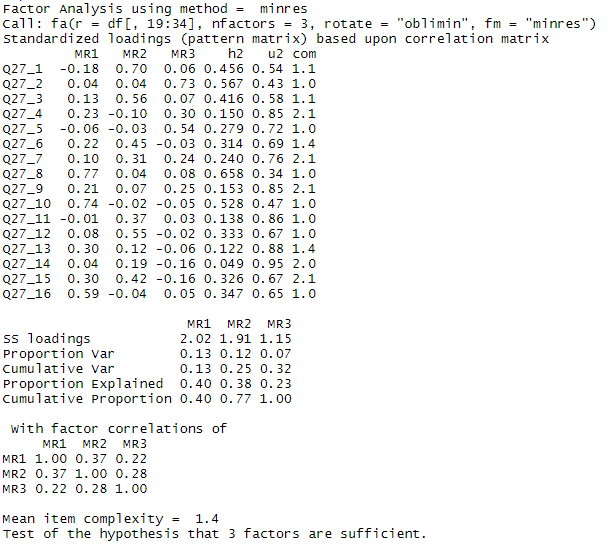 Factor Analysis using method =  minres
Call: fa(r = df[, 19:34], nfactors = 3, rotate = "oblimin", fm = "minres")
Standardized loadings (pattern matrix) based upon correlation matrix
        MR1   MR2   MR3    h2   u2 com
Q27_1  -0.18  0.70  0.06 0.456 0.54 1.1
Q27_2   0.04  0.04  0.73 0.567 0.43 1.0
Q27_3   0.13  0.56  0.07 0.416 0.58 1.1
Q27_4   0.23 -0.10  0.30 0.150 0.85 2.1
Q27_5  -0.06 -0.03  0.54 0.279 0.72 1.0
Q27_6   0.22  0.45 -0.03 0.314 0.69 1.4
Q27_7   0.10  0.31  0.24 0.240 0.76 2.1
Q27_8   0.77  0.04  0.08 0.658 0.34 1.0
Q27_9   0.21  0.07  0.25 0.153 0.85 2.1
Q27_10  0.74 -0.02 -0.05 0.528 0.47 1.0
Q27_11 -0.01  0.37  0.03 0.138 0.86 1.0
Q27_12  0.08  0.55 -0.02 0.333 0.67 1.0
Q27_13  0.30  0.12 -0.06 0.122 0.88 1.4
Q27_14  0.04  0.19 -0.16 0.049 0.95 2.0
Q27_15  0.30  0.42 -0.16 0.326 0.67 2.1
Q27_16  0.59 -0.04  0.05 0.347 0.65 1.0
                       MR1  MR2  MR3
SS loadings           2.02 1.91 1.15
Proportion Var        0.13 0.12 0.07
Cumulative Var        0.13 0.25 0.32
Proportion Explained  0.40 0.38 0.23
Cumulative Proportion 0.40 0.77 1.00
 With factor correlations of
     MR1  MR2  MR3
MR1 1.00 0.37 0.22
MR2 0.37 1.00 0.28
MR3 0.22 0.28 1.00
Mean item complexity =  1.4
Test of the hypothesis that 3 factors are sufficient.